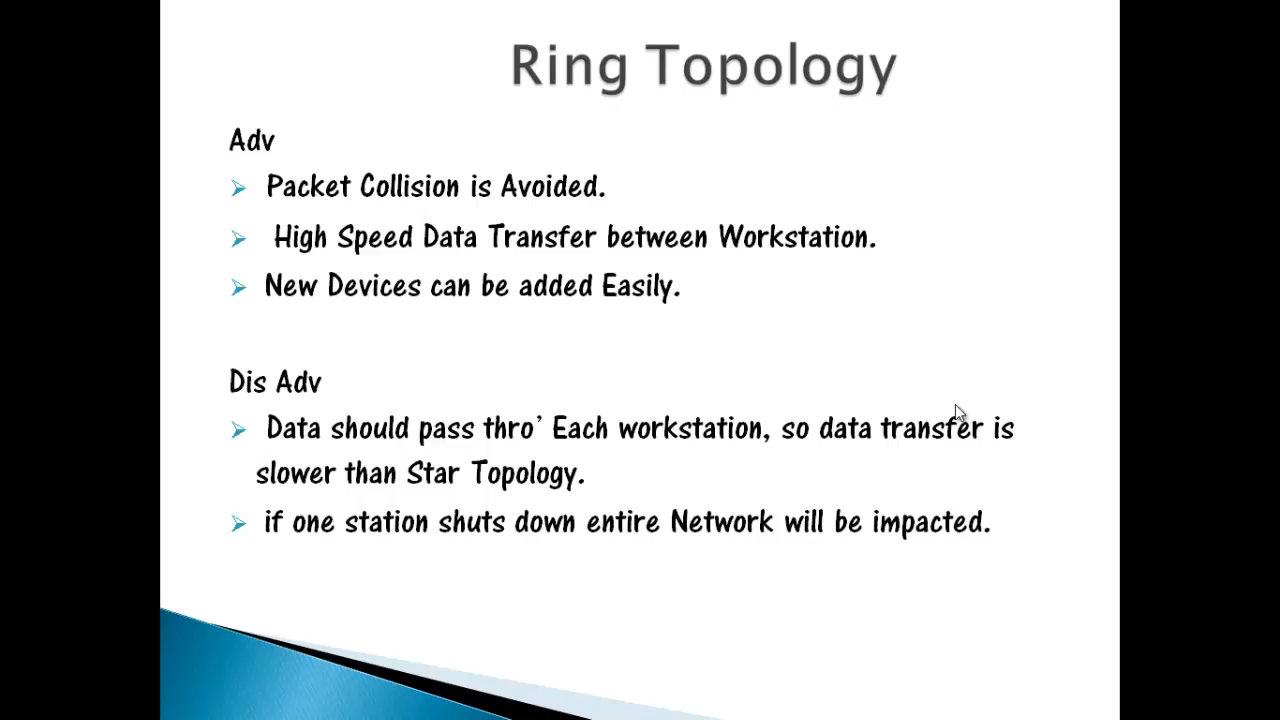 Ring Topology
Adv
Packet Collision is Avoided.
High Speed Data Transfer between Workstation.
New Devices can be added Easily.
Dis Adv
Data should pass thro’ Each workstation, so data transfer is
slower than Star Topology.
if one station shuts down entire Network will be impacted.